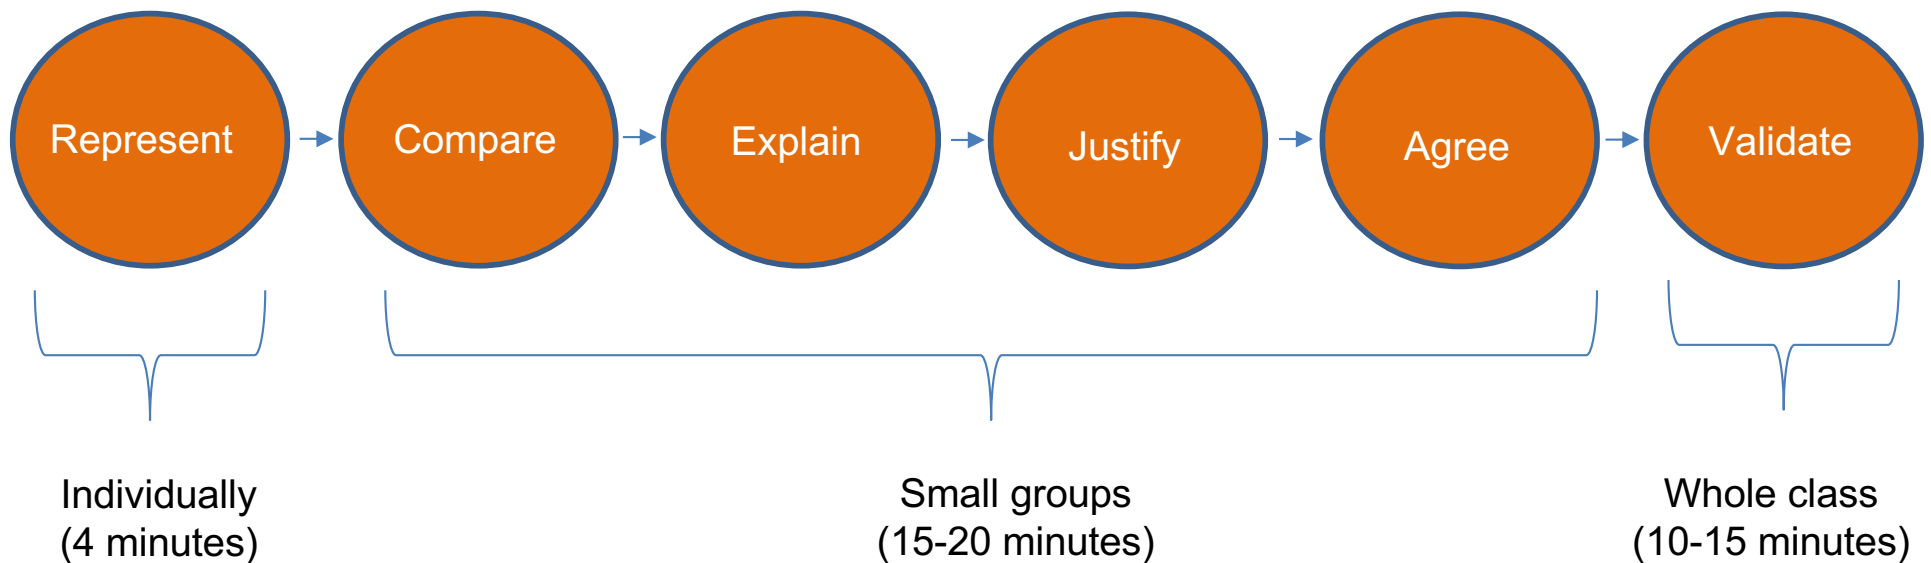 Represent
Compare
Explain
Justify
Agree
Validate
Individually
(4 minutes)
Small groups
(15-20 minutes)
Whole class
(10-15 minutes)